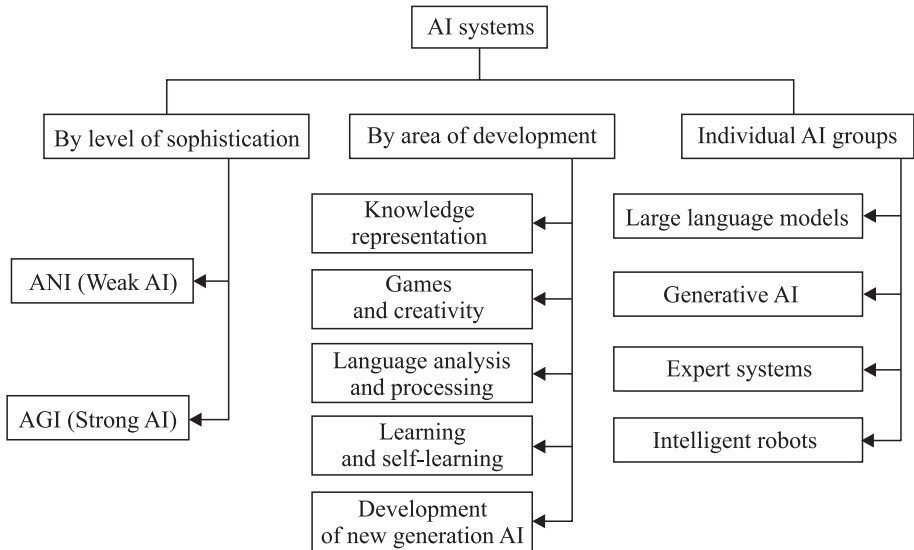 AI systems
By level of sophistication
ANI (Weak AI)
AGI (Strong AI)
By area of development
Knowledge
representation
Games
and creativity
Language analysis
and processing
Learning
and self-learning
Development
of new generation AI
Individual AI groups
Large language models
Generative AI
Expert systems
Intelligent robots